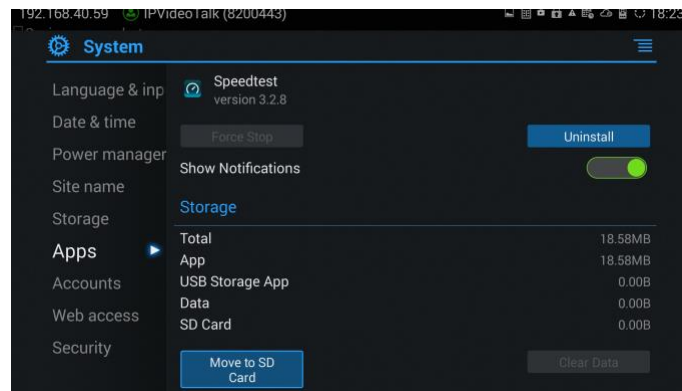 192.168.40.59 IPVideoTalk (8200443) 18:23
System
Language & inp
Date & time
Power manager
Site name
Storage
Apps
Accounts
Web access
Security
Speedtest
version 3.2.8
Force Stop
Uninstall
Show Notifications
Storage
Total 18.58MB
App 18.58MB
USB Storage App 0.00B
Data 0.00B
SD Card 0.00B
Move to SD
Card
Clear Data